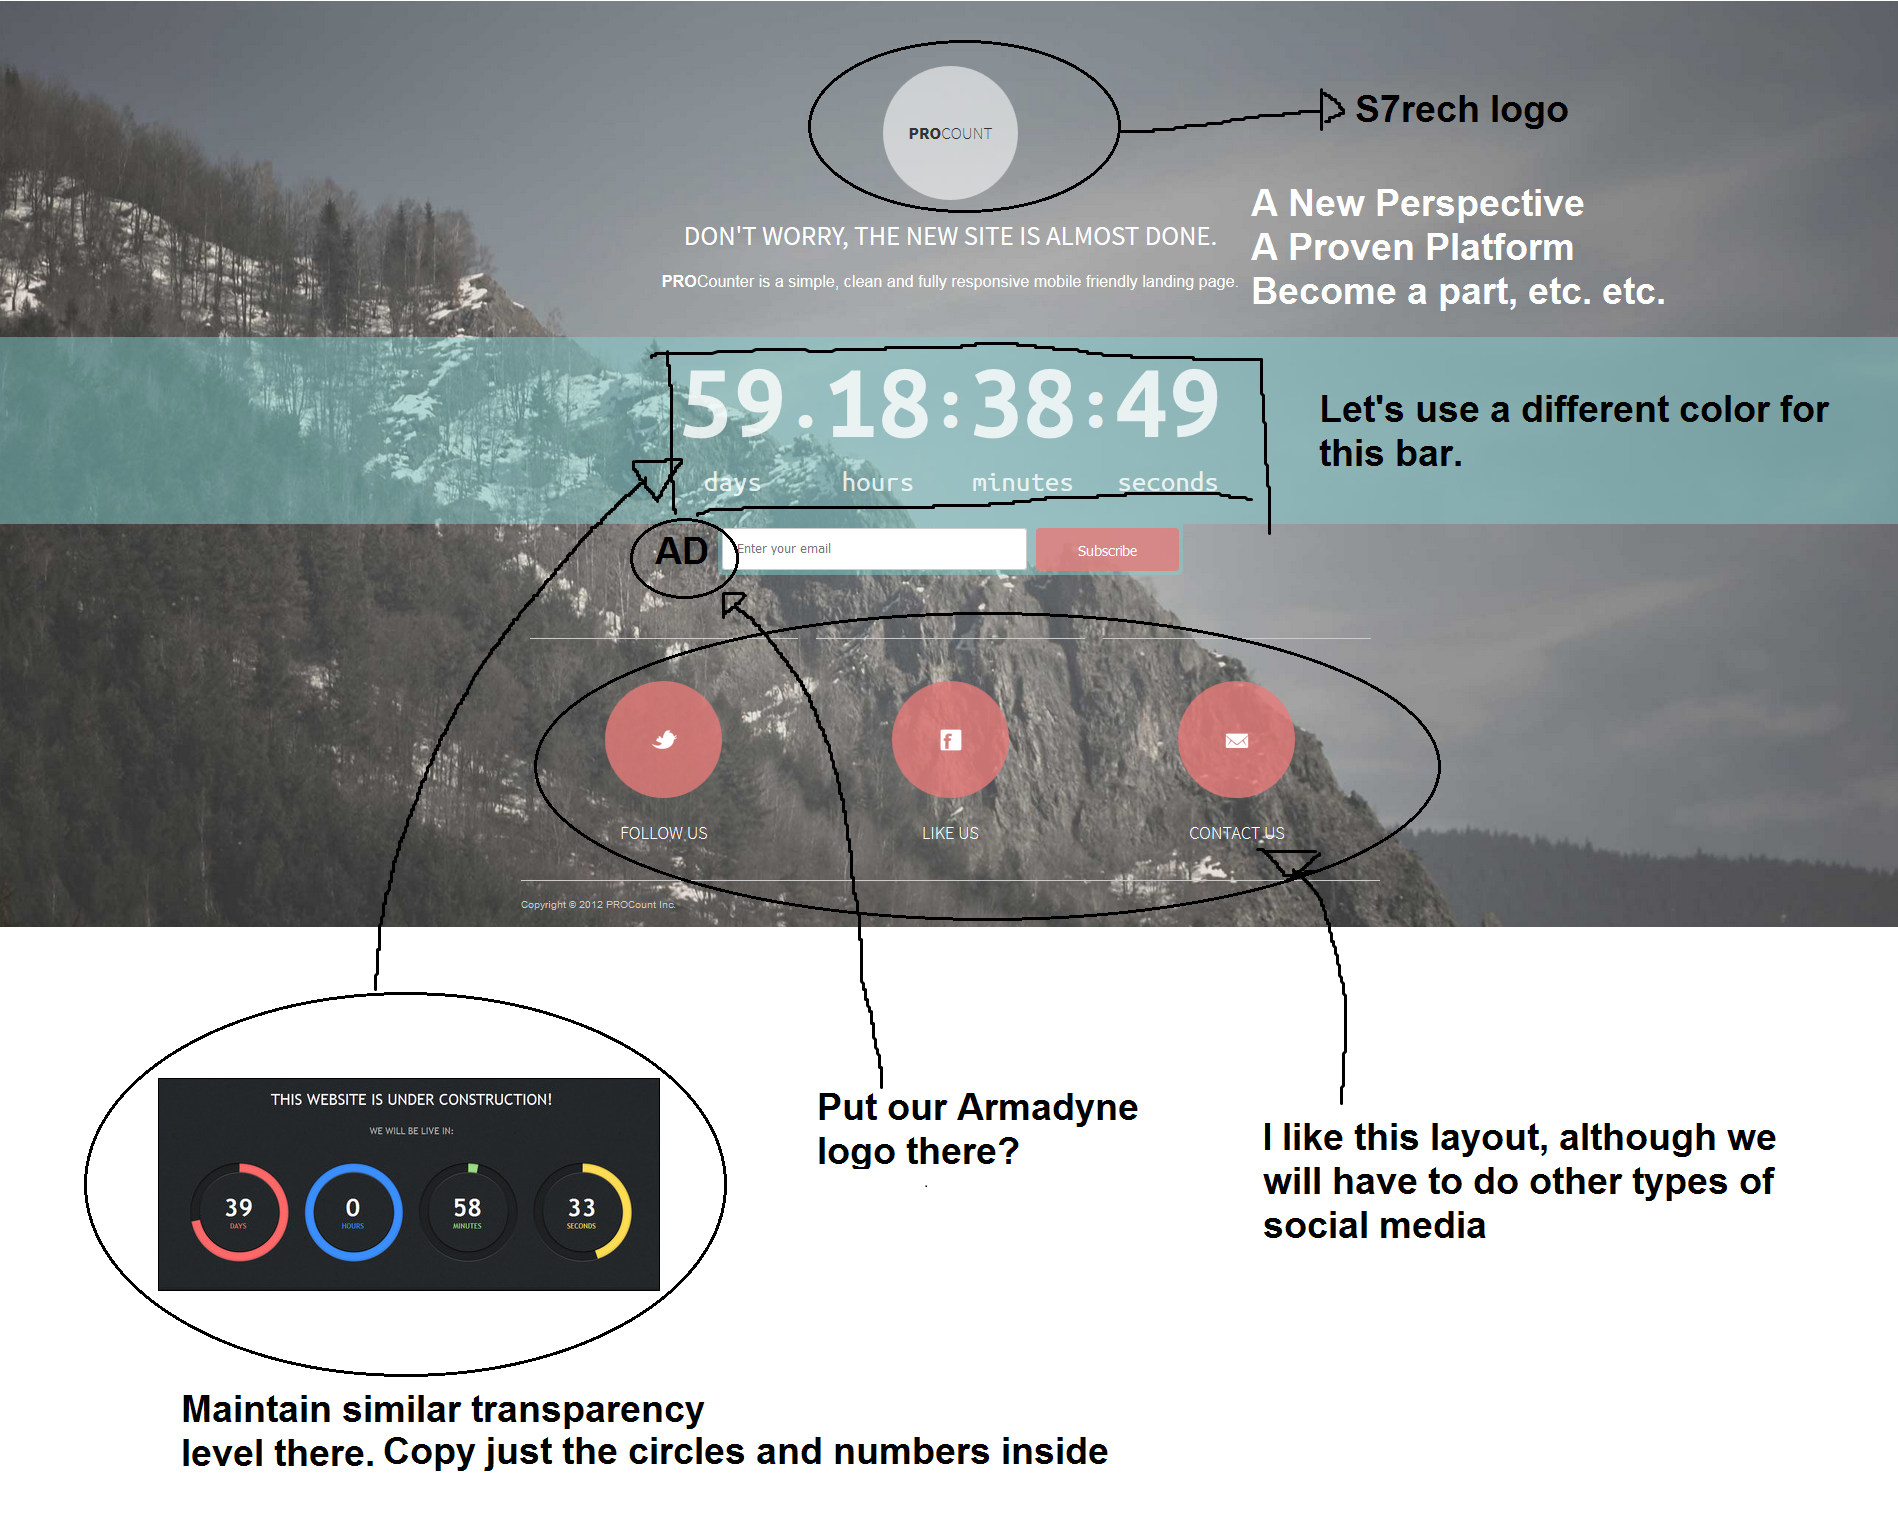 PROCOUNT
S7rech logo
A New Perspective
A Proven Platform
Become a part, etc. etc.
DON'T WORRY, THE NEW SITE IS ALMOST DONE.
PROCounter is a simple, clean and fully responsive mobile friendly landing page.
59.18:38:49
days hours minutes seconds
Let's use a different color for
this bar.
AD
Enter your email
Subscribe
FOLLOW US
LIKE US
CONTACT US
Copyright © 2012 PROCount Inc.
THIS WEBSITE IS UNDER CONSTRUCTION!
WE WILL BE LIVE IN:
39 0 58 33
DAYS HOURS MINUTES SECONDS
Put our Armadyne
logo there?
I like this layout, although we
will have to do other types of
social media
Maintain similar transparency
level there. Copy just the circles and numbers inside